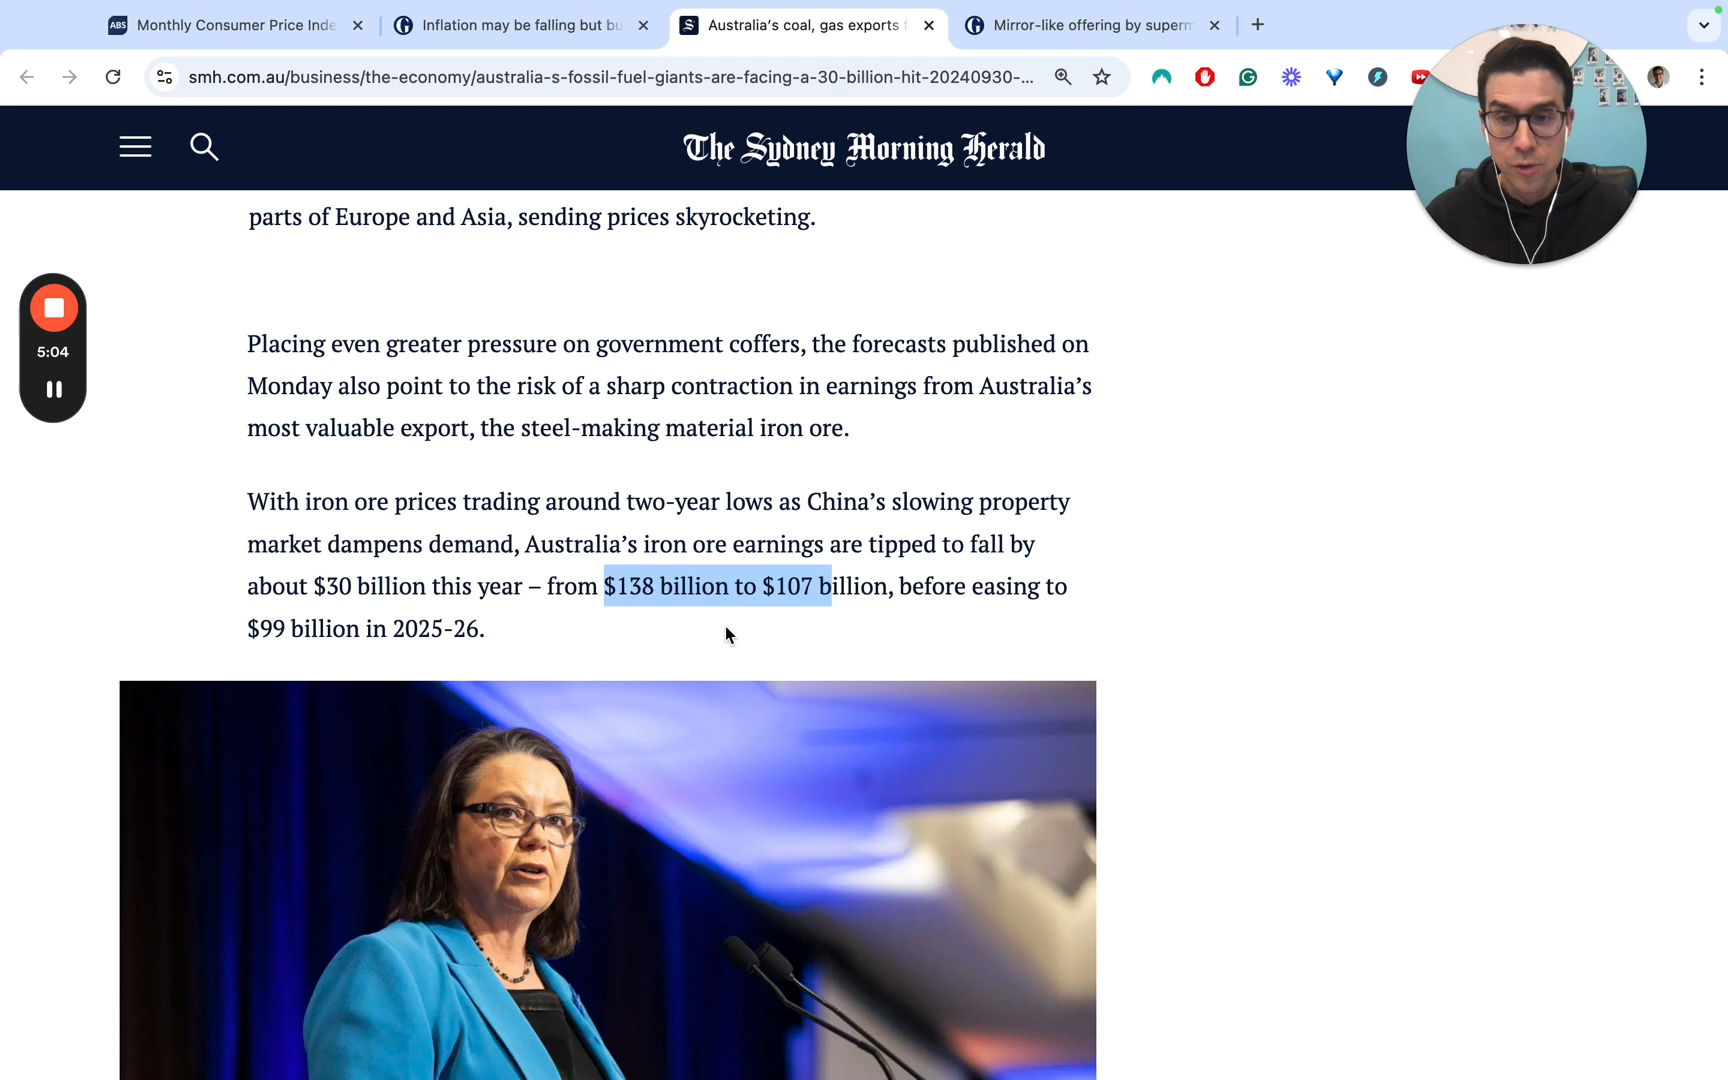 ABS Monthly Consumer Price Inde
Inflation may be falling but bu
S Australia's coal, gas exports f
Mirror-like offering by superm
smh.com.au/business/the-economy/australia-s-fossil-fuel-giants-are-facing-a-30-billion-hit-20240930-...
The Sydney Morning Herald
parts of Europe and Asia, sending prices skyrocketing.
5:04
Placing even greater pressure on government coffers, the forecasts published on
Monday also point to the risk of a sharp contraction in earnings from Australia’s
most valuable export, the steel-making material iron ore.
With iron ore prices trading around two-year lows as China’s slowing property
market dampens demand, Australia’s iron ore earnings are tipped to fall by
about $30 billion this year – from $138 billion to $107 billion, before easing to
$99 billion in 2025-26.